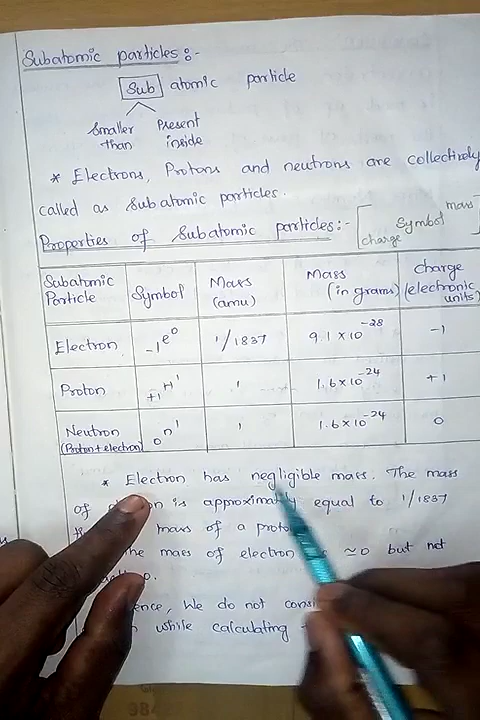 Subatomic particles :-
Sub atomic particle
Smaller than Present inside
* Electrons, Protons and neutrons are collectively
called as Subatomic particles.
Properties of Subatomic particles:- [charge Symbol mass]
Subatomic Particle Symbol Mass (amu) Mass (in grams) Charge (electronic units)
Electron -1e0 1/1837 9.1 x 10-28 -1
Proton +1H1 1 1.6 x 10-24 +1
Neutron (Proton + electron) 0n1 1 1.6 x 10-24 0
* Electron has negligible mass. The mass
of is approximately equal to 1/1837
mass of a
mass of electron ≈0 but not
We do not
while calculating